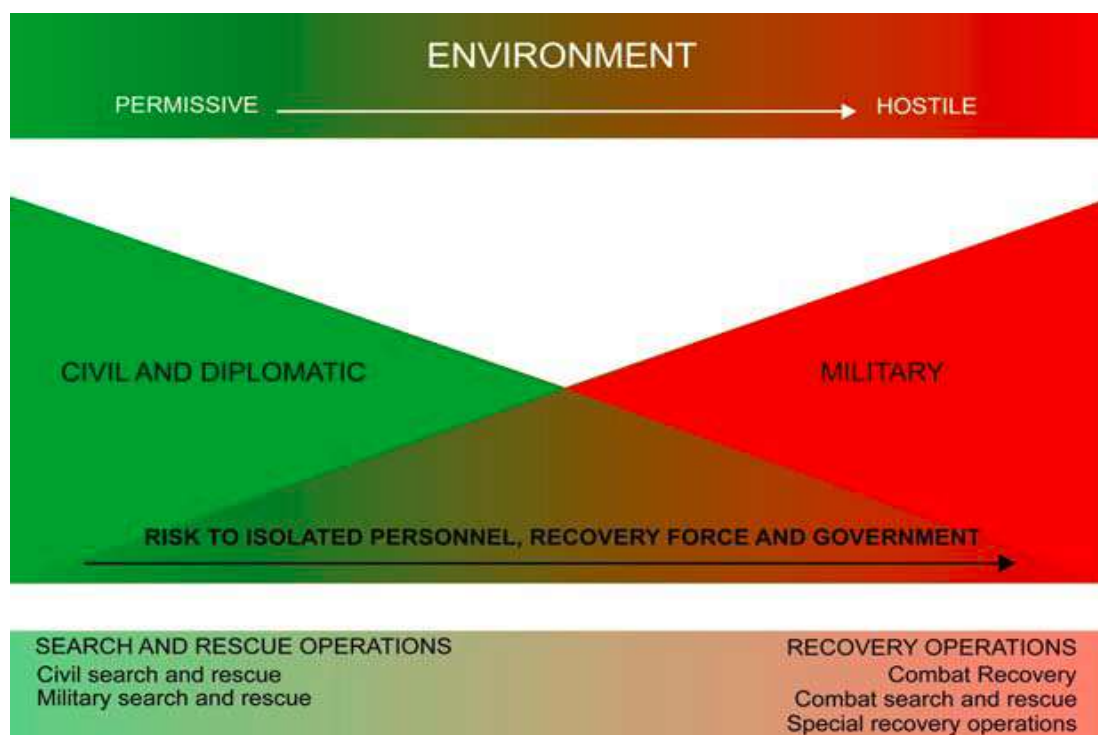 ENVIRONMENT
PERMISSIVE
HOSTILE
CIVIL AND DIPLOMATIC
MILITARY
RISK TO ISOLATED PERSONNEL, RECOVERY FORCE AND GOVERNMENT
SEARCH AND RESCUE OPERATIONS
Civil search and rescue
Military search and rescue
RECOVERY OPERATIONS
Combat Recovery
Combat search and rescue
Special recovery operations